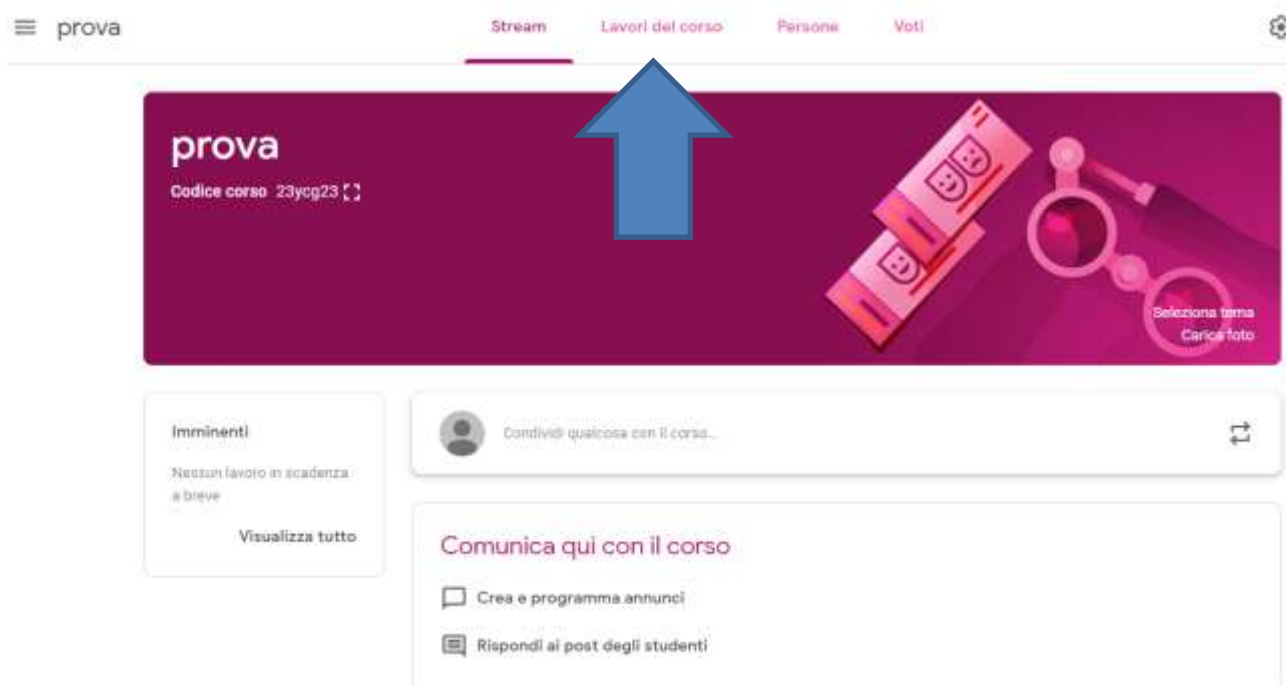 prova
Stream Lavori del corso Persone Voti
prova
Codice corso 23ycg23
Seleziona tema
Carica foto
Imminenti
Nessun lavoro in scadenza
a breve
Visualizza tutto
Condividi qualcosa con il corso...
Comunica qui con il corso
Crea e programma annunci
Rispondi ai post degli studenti